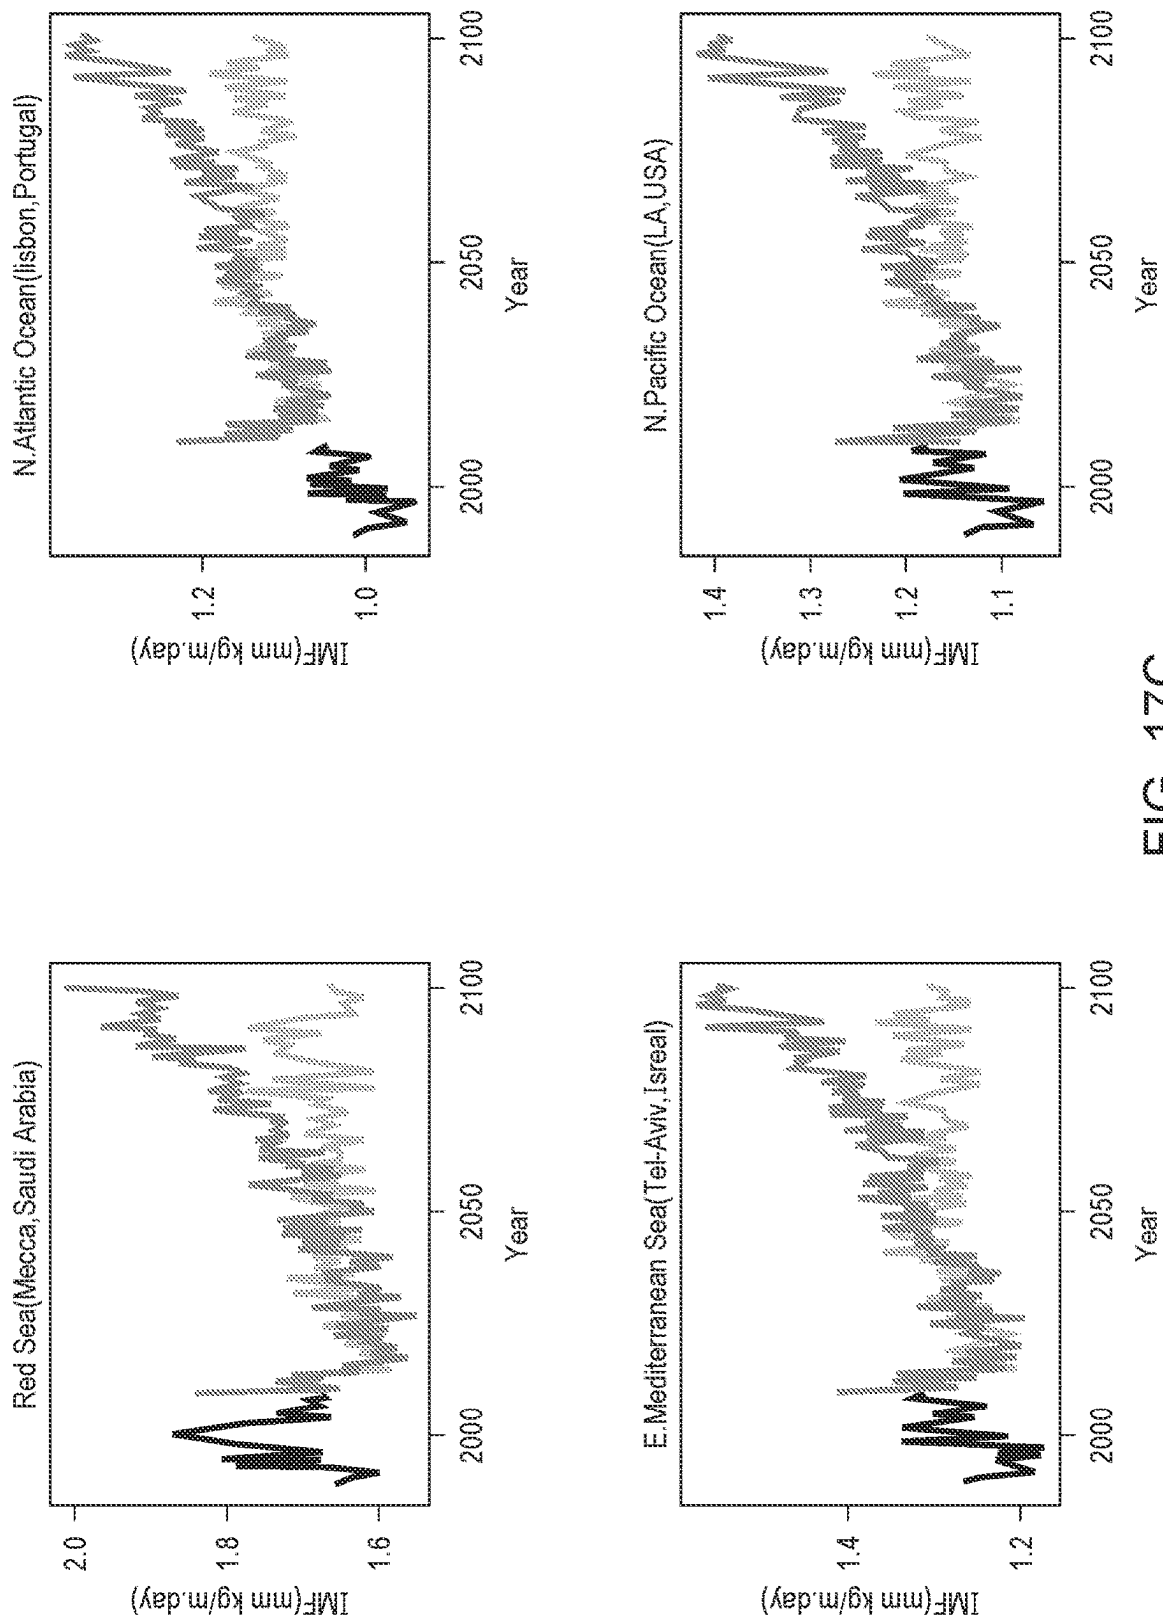 Red Sea(Mecca,Saudi Arabia)
IMF(mm kg/m.day)
2.0
1.8
1.6
2000
2050
2100
Year
N.Atlantic Ocean(lisbon,Portugal)
IMF(mm kg/m.day)
1.2
1.0
2000
2050
2100
Year
E.Mediterranean Sea(Tel-Aviv,Isreal)
IMF(mm kg/m.day)
1.4
1.2
2000
2050
2100
Year
N.Pacific Ocean(LA,USA)
IMF(mm kg/m.day)
1.4
1.3
1.2
1.1
2000
2050
2100
Year
FIG. 17C